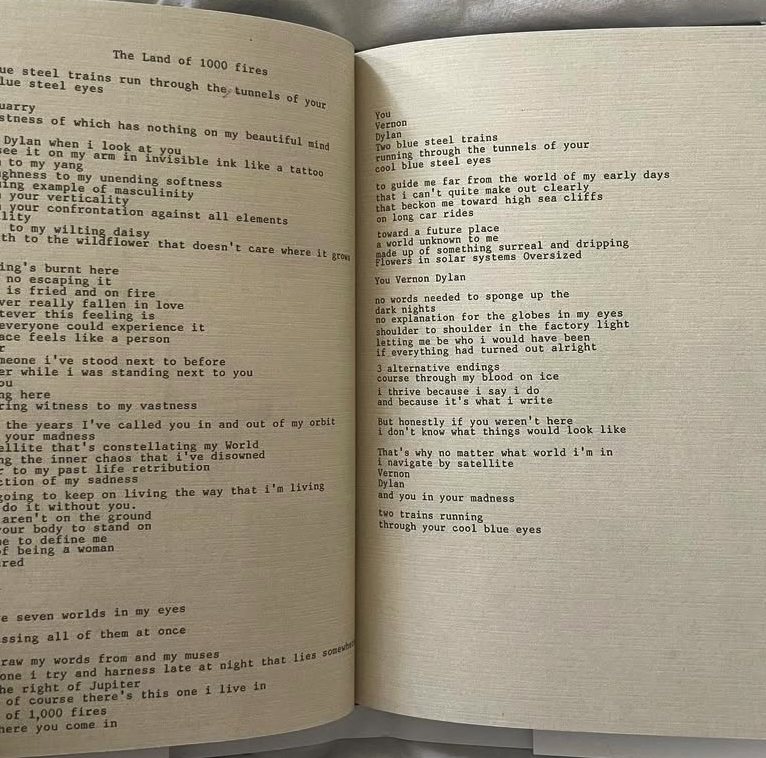 The Land of 1000 fires
ue steel trains run through the tunnels of your
lue steel eyes
uarry
stness of which has nothing on my beautiful mind
Dylan when i look at you
see it on my arm in invisible ink like a tattoo
to my yang
ghness to my unending softness
ing example of masculinity
your verticality
your confrontation against all elements
lity
to my wilting daisy
th to the wildflower that doesn't care where it grows
ing's burnt here
no escaping it
is fried and on fire
ver really fallen in love
tever this feeling is
everyone could experience it
ace feels like a person
r
meone i've stood next to before
er while i was standing next to you
ou
ng here
ring witness to my vastness
the years I've called you in and out of my orbit
your madness
ellite that's constellating my World
ng the inner chaos that i've disowned
r to my past life retribution
ction of my sadness
going to keep on living the way that i'm living
do it without you.
aren't on the ground
your body to stand on
ne to define me
of being a woman
red
e seven worlds in my eyes
ssing all of them at once
raw my words from and my muses
one i try and harness late at night that lies somewhere
he right of Jupiter
of course there's this one i live in
of 1,000 fires
here you come in
You
Vernon
Dylan
Two blue steel trains
running through the tunnels of your
cool blue steel eyes
to guide me far from the world of my early days
that i can't quite make out clearly
that beckon me toward high sea cliffs
on long car rides
toward a future place
a world unknown to me
made up of something surreal and dripping
Flowers in solar systems Oversized
You Vernon Dylan
no words needed to sponge up the
dark nights
no explanation for the globes in my eyes
shoulder to shoulder in the factory light
letting me be who i would have been
if everything had turned out alright
3 alternative endings
course through my blood on ice
i thrive because i say i do
and because it's what i write
But honestly if you weren't here
i don't know what things would look like
That's why no matter what world i'm in
i navigate by satellite
Vernon
Dylan
and you in your madness
two trains running
through your cool blue eyes